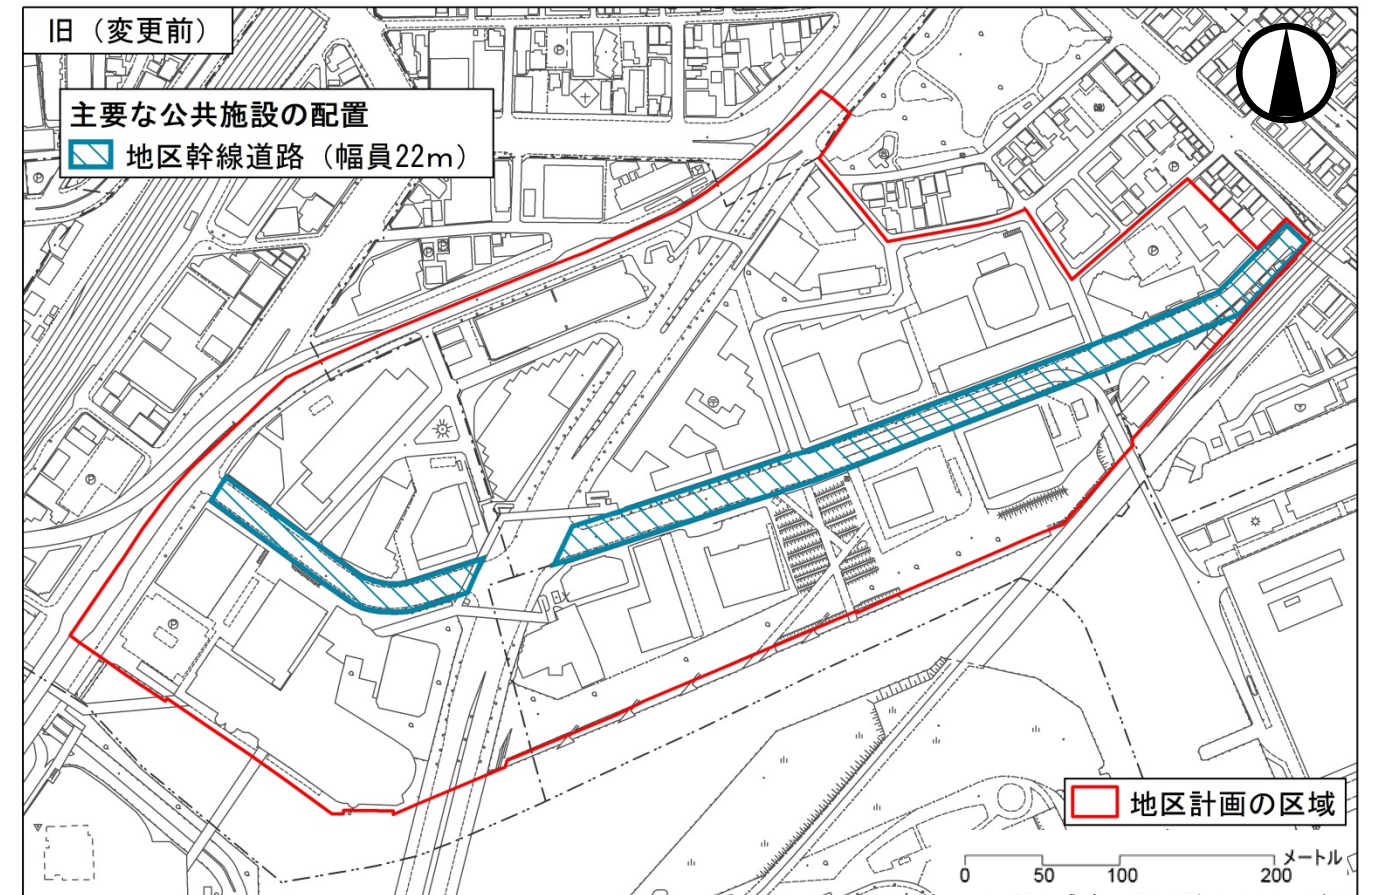 旧（変更前）
主要な公共施設の配置
地区幹線道路（幅員22ｍ）
地区計画の区域
メートル
0 50 100 200